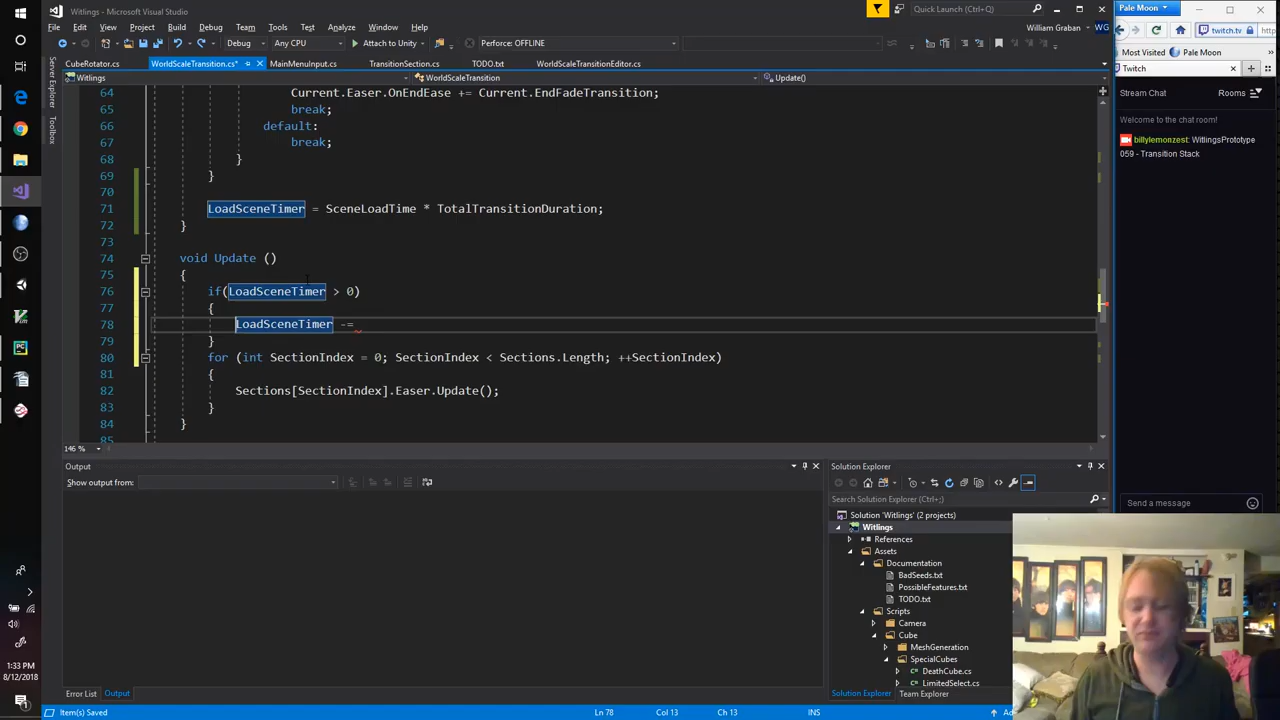 Witlings - Microsoft Visual Studio
Quick Launch (Ctrl+Q)
Pale Moon
File Edit View Project Build Debug Team Tools Test Analyze Window Help
William Graban
Debug Any CPU Attach to Unity Perforce: OFFLINE
twitch.tv
Most Visited Pale Moon
CubeRotator.cs WorldScaleTransition.cs* MainMenuInput.cs TransitionSection.cs TODO.txt WorldScaleTransitionEditor.cs
Twitch
Witlings WorldScaleTransition Update()
Server Explorer
Toolbox
Stream Chat Rooms
Welcome to the chat room!
billylemonzest: WitlingsPrototype
059 - Transition Stack
64 Current.Easer.OnEndEase += Current.EndFadeTransition;
65 break;
66 default:
67 break;
68 }
69 }
70
71 LoadSceneTimer = SceneLoadTime * TotalTransitionDuration;
72 }
73
74 void Update ()
75 {
76 if(LoadSceneTimer > 0)
77 {
78 LoadSceneTimer -=
79 }
80 for (int SectionIndex = 0; SectionIndex < Sections.Length; ++SectionIndex)
81 {
82 Sections[SectionIndex].Easer.Update();
83 }
84 }
85
146 %
Output
Show output from:
Solution Explorer
Search Solution Explorer (Ctrl+;)
Solution 'Witlings' (2 projects)
Witlings
References
Assets
Documentation
BadSeeds.txt
PossibleFeatures.txt
TODO.txt
Scripts
Camera
Cube
MeshGeneration
SpecialCubes
DeathCube.cs
LimitedSelect.cs
Send a message
Error List Output
Solution Explorer Team Explorer
Item(s) Saved Ln 78 Col 13 Ch 13 INS
1:33 PM
8/12/2018